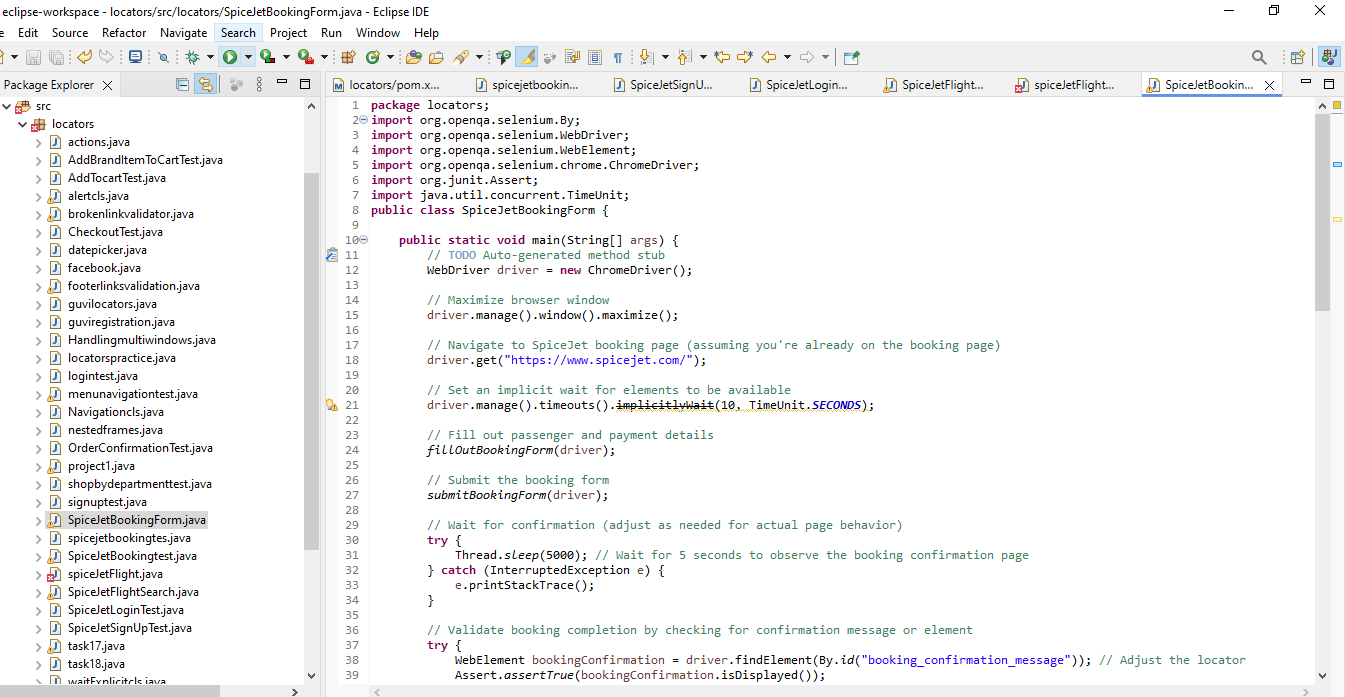 eclipse-workspace - locators/src/locators/SpiceJetBookingForm.java - Eclipse IDE
e Edit Source Refactor Navigate Search Project Run Window Help
Package Explorer
locators/pom.x... spicejetbookin... SpiceJetSignU... SpiceJetLogin... SpiceJetFlight... spiceJetFlight... SpiceJetBookin...
src
locators
actions.java
AddBrandItemToCartTest.java
AddTocartTest.java
alertcls.java
brokenlinkvalidator.java
CheckoutTest.java
datepicker.java
facebook.java
footerlinksvalidation.java
guvilocators.java
guviregistration.java
Handlingmultiwindows.java
locatorspractice.java
logintest.java
menunavigationtest.java
Navigationcls.java
nestedframes.java
OrderConfirmationTest.java
project1.java
shopbydepartmenttest.java
signuptest.java
SpiceJetBookingForm.java
spicejetbookingtes.java
SpiceJetBookingtest.java
spiceJetFlight.java
SpiceJetFlightSearch.java
SpiceJetLoginTest.java
SpiceJetSignUpTest.java
task17.java
task18.java
waitExplicitcls.java
1 package locators;
2 import org.openqa.selenium.By;
3 import org.openqa.selenium.WebDriver;
4 import org.openqa.selenium.WebElement;
5 import org.openqa.selenium.chrome.ChromeDriver;
6 import org.junit.Assert;
7 import java.util.concurrent.TimeUnit;
8 public class SpiceJetBookingForm {
9
10 public static void main(String[] args) {
11 // TODO Auto-generated method stub
12 WebDriver driver = new ChromeDriver();
13
14 // Maximize browser window
15 driver.manage().window().maximize();
16
17 // Navigate to SpiceJet booking page (assuming you're already on the booking page)
18 driver.get("https://www.spicejet.com/");
19
20 // Set an implicit wait for elements to be available
21 driver.manage().timeouts().implicitlyWait(10, TimeUnit.SECONDS);
22
23 // Fill out passenger and payment details
24 fillOutBookingForm(driver);
25
26 // Submit the booking form
27 submitBookingForm(driver);
28
29 // Wait for confirmation (adjust as needed for actual page behavior)
30 try {
31 Thread.sleep(5000); // Wait for 5 seconds to observe the booking confirmation page
32 } catch (InterruptedException e) {
33 e.printStackTrace();
34 }
35
36 // Validate booking completion by checking for confirmation message or element
37 try {
38 WebElement bookingConfirmation = driver.findElement(By.id("booking_confirmation_message")); // Adjust the locator
39 Assert.assertTrue(bookingConfirmation.isDisplayed());